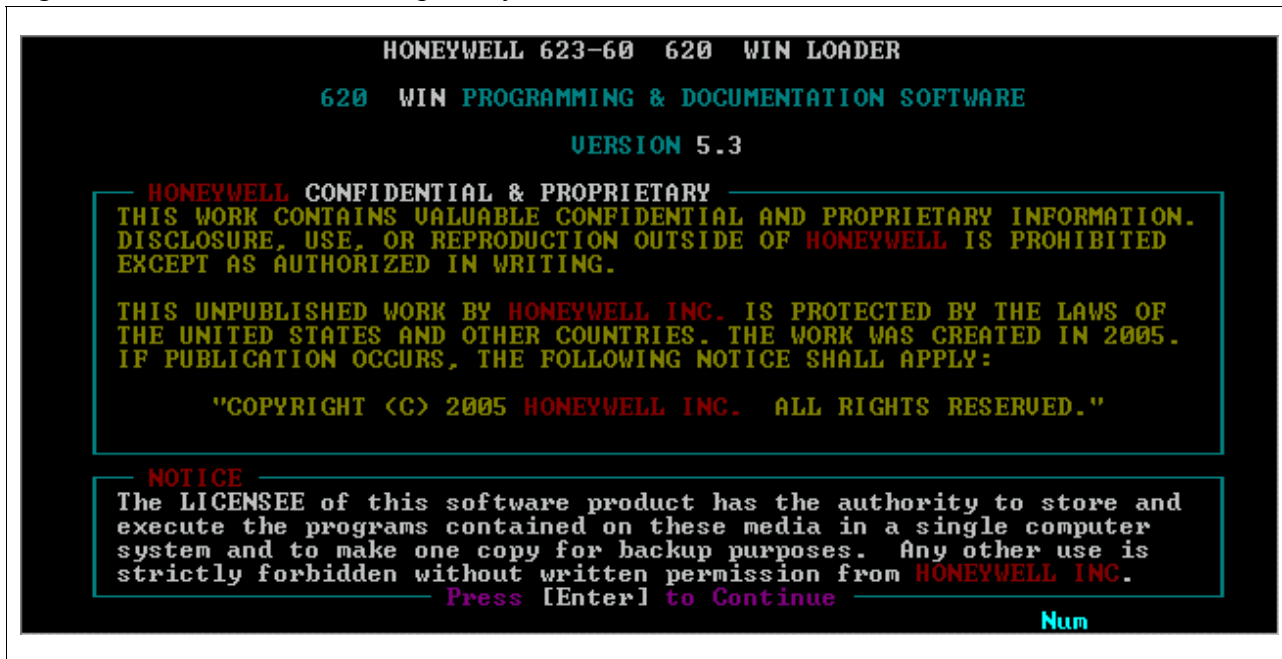 HONEYWELL 623-60 620 WIN LOADER
620 WIN PROGRAMMING & DOCUMENTATION SOFTWARE
VERSION 5.3
HONEYWELL CONFIDENTIAL & PROPRIETARY
THIS WORK CONTAINS VALUABLE CONFIDENTIAL AND PROPRIETARY INFORMATION.
DISCLOSURE, USE, OR REPRODUCTION OUTSIDE OF HONEYWELL IS PROHIBITED
EXCEPT AS AUTHORIZED IN WRITING.
THIS UNPUBLISHED WORK BY HONEYWELL INC. IS PROTECTED BY THE LAWS OF
THE UNITED STATES AND OTHER COUNTRIES. THE WORK WAS CREATED IN 2005.
IF PUBLICATION OCCURS, THE FOLLOWING NOTICE SHALL APPLY:
"COPYRIGHT (C) 2005 HONEYWELL INC. ALL RIGHTS RESERVED."
NOTICE
The LICENSEE of this software product has the authority to store and
execute the programs contained on these media in a single computer
system and to make one copy for backup purposes. Any other use is
strictly forbidden without written permission from HONEYWELL INC.
Press [Enter] to Continue
Num